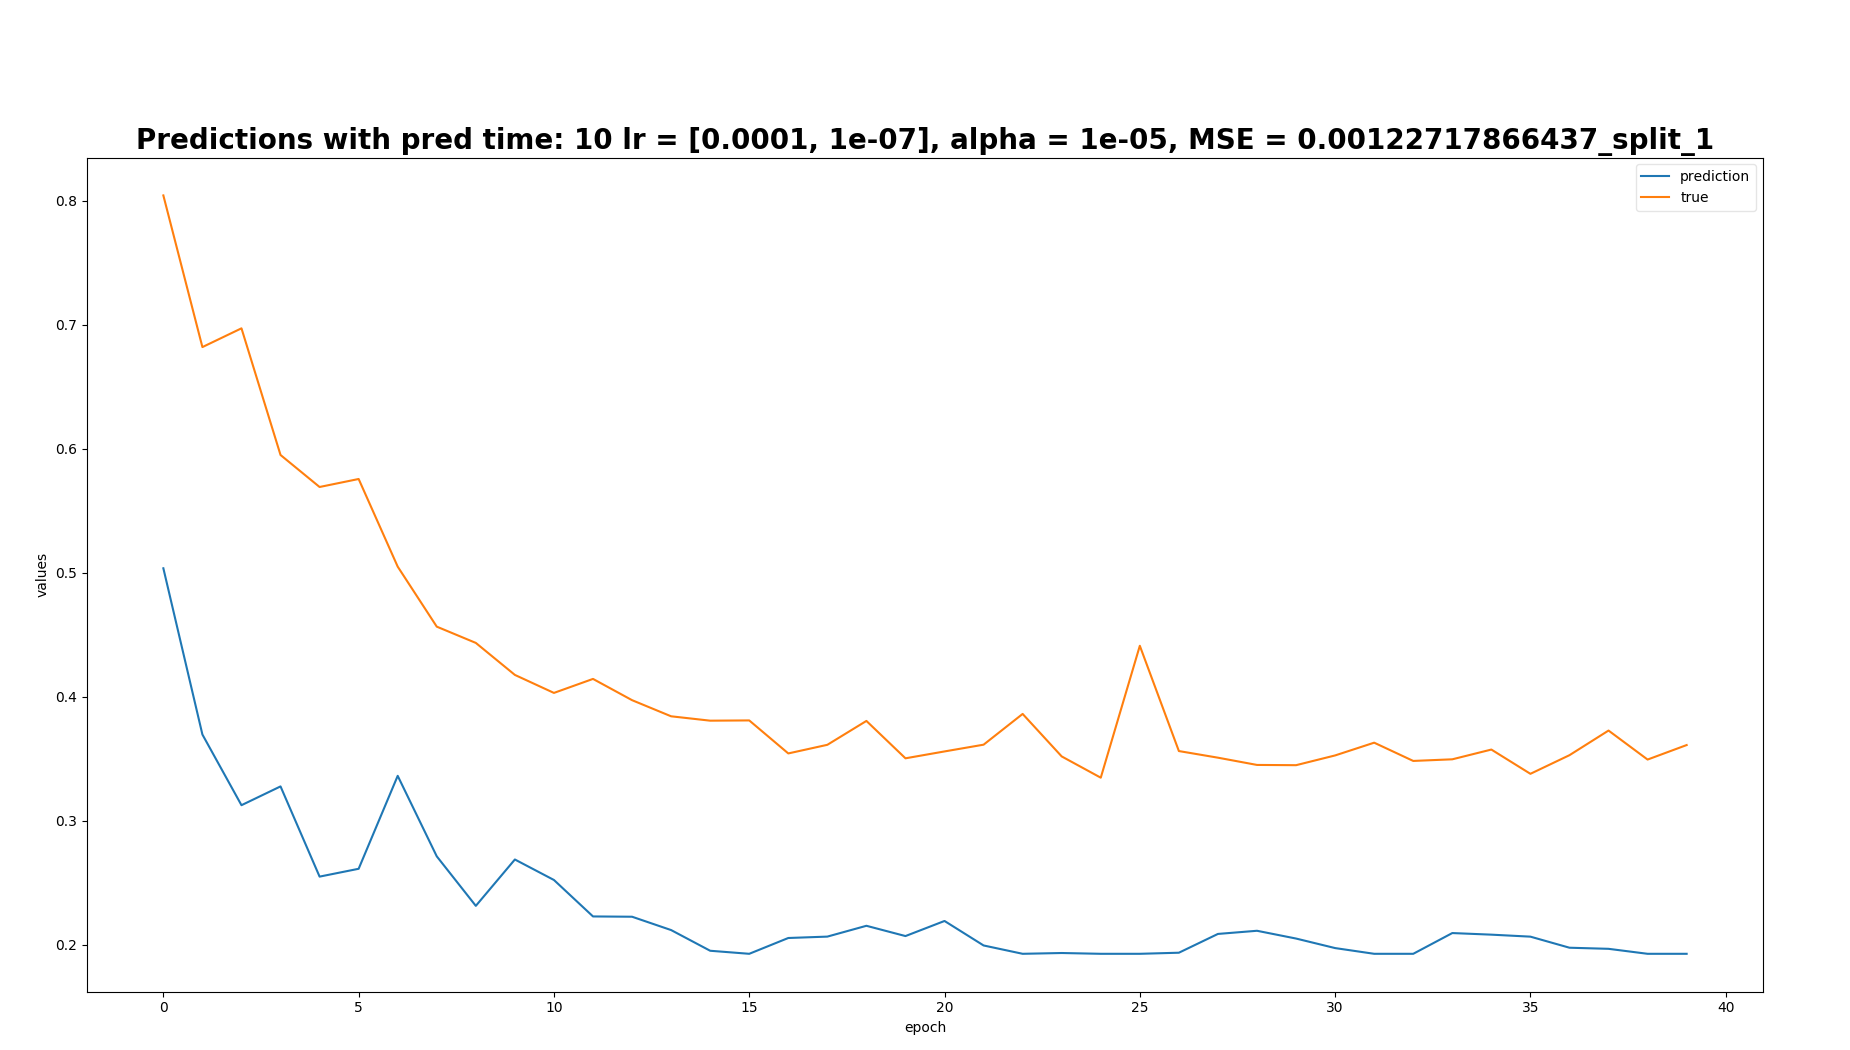 Predictions with pred time: 10 lr = [0.0001, 1e-07], alpha = 1e-05, MSE = 0.00122717866437_split_1
prediction
true
0.8
0.7
0.6
0.5
0.4
0.3
0.2
values
0 5 10 15 20 25 30 35 40
epoch